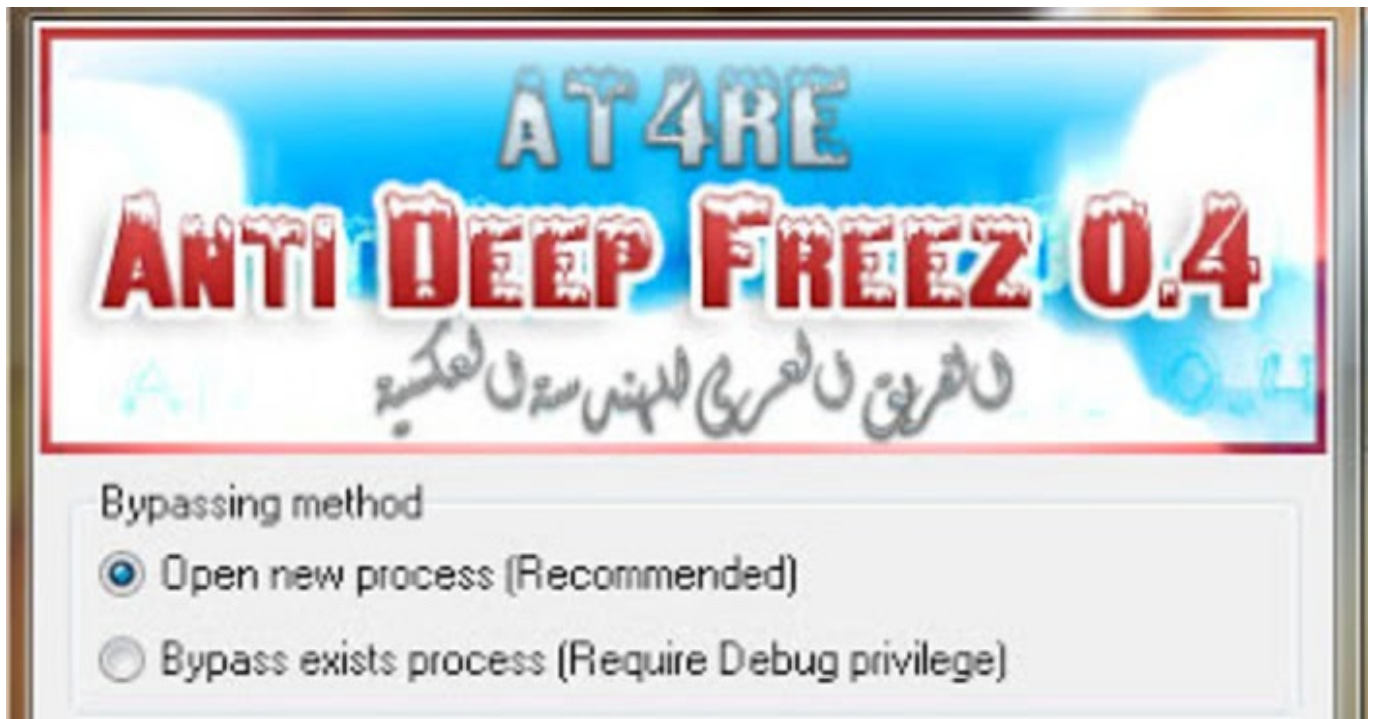 AT4RE
ANTI DEEP FREEZ 0.4
الفريق العربي للهندسة العكسية
Bypassing method
Open new process (Recommended)
Bypass exists process (Require Debug privilege)